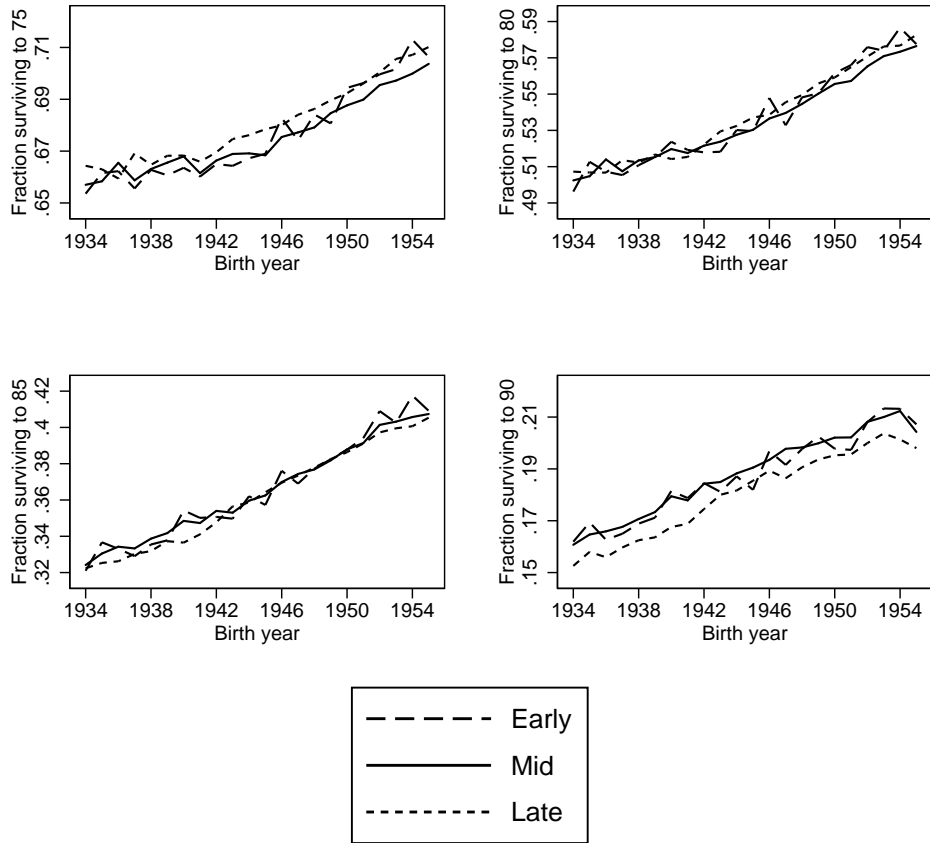 Fraction surviving to 75
.65 .67 .69 .71
1934 1938 1942 1946 1950 1954
Birth year
Fraction surviving to 80
.49 .51 .53 .55 .57 .59
1934 1938 1942 1946 1950 1954
Birth year
Fraction surviving to 85
.32 .34 .36 .38 .4 .42
1934 1938 1942 1946 1950 1954
Birth year
Fraction surviving to 90
.15 .17 .19 .21
1934 1938 1942 1946 1950 1954
Birth year
Early
Mid
Late